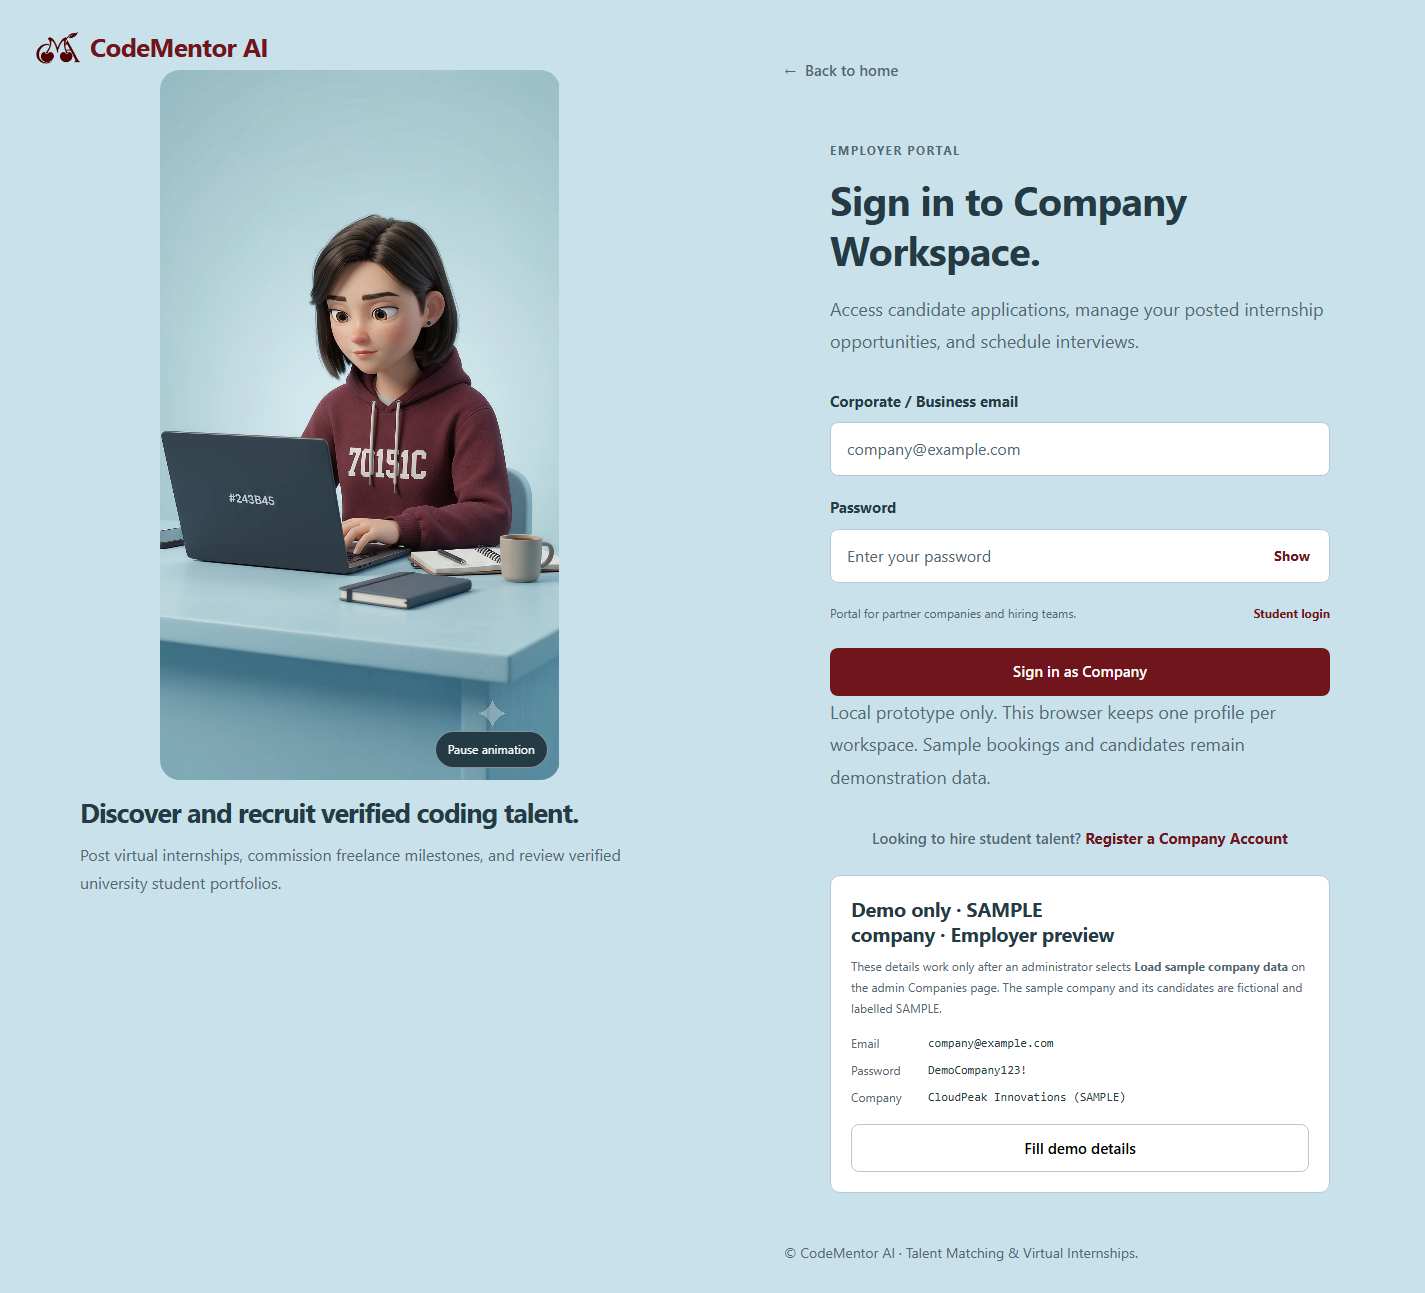 CodeMentor AI
70151C
#243B45
Pause animation
Discover and recruit verified coding talent.
Post virtual internships, commission freelance milestones, and review verified
university student portfolios.
← Back to home
EMPLOYER PORTAL
Sign in to Company
Workspace.
Access candidate applications, manage your posted internship
opportunities, and schedule interviews.
Corporate / Business email
company@example.com
Password
Enter your password
Show
Portal for partner companies and hiring teams.
Student login
Sign in as Company
Local prototype only. This browser keeps one profile per
workspace. Sample bookings and candidates remain
demonstration data.
Looking to hire student talent? Register a Company Account
Demo only · SAMPLE
company · Employer preview
These details work only after an administrator selects Load sample company data on
the admin Companies page. The sample company and its candidates are fictional and
labelled SAMPLE.
Email company@example.com
Password DemoCompany123!
Company CloudPeak Innovations (SAMPLE)
Fill demo details
© CodeMentor AI · Talent Matching & Virtual Internships.